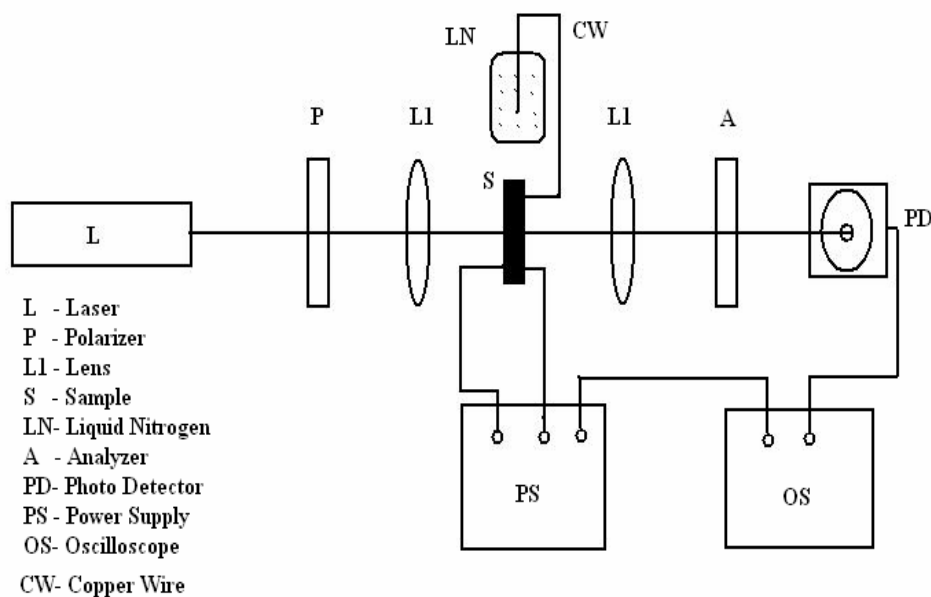 LN
CW
P
L1
L1
A
S
L
PD
L - Laser
P - Polarizer
L1 - Lens
S - Sample
LN- Liquid Nitrogen
A - Analyzer
PD- Photo Detector
PS - Power Supply
OS- Oscilloscope
CW- Copper Wire
PS
OS